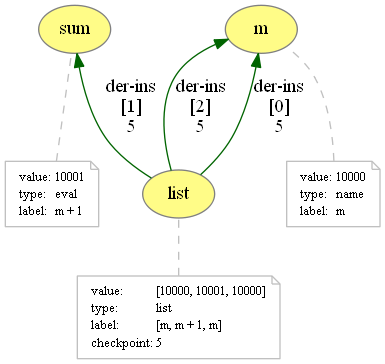 sum
m
der-ins
[1]
5
der-ins
[2]
5
der-ins
[0]
5
value: 10001
type: eval
label: m + 1
value: 10000
type: name
label: m
list
value: [10000, 10001, 10000]
type: list
label: [m, m + 1, m]
checkpoint: 5